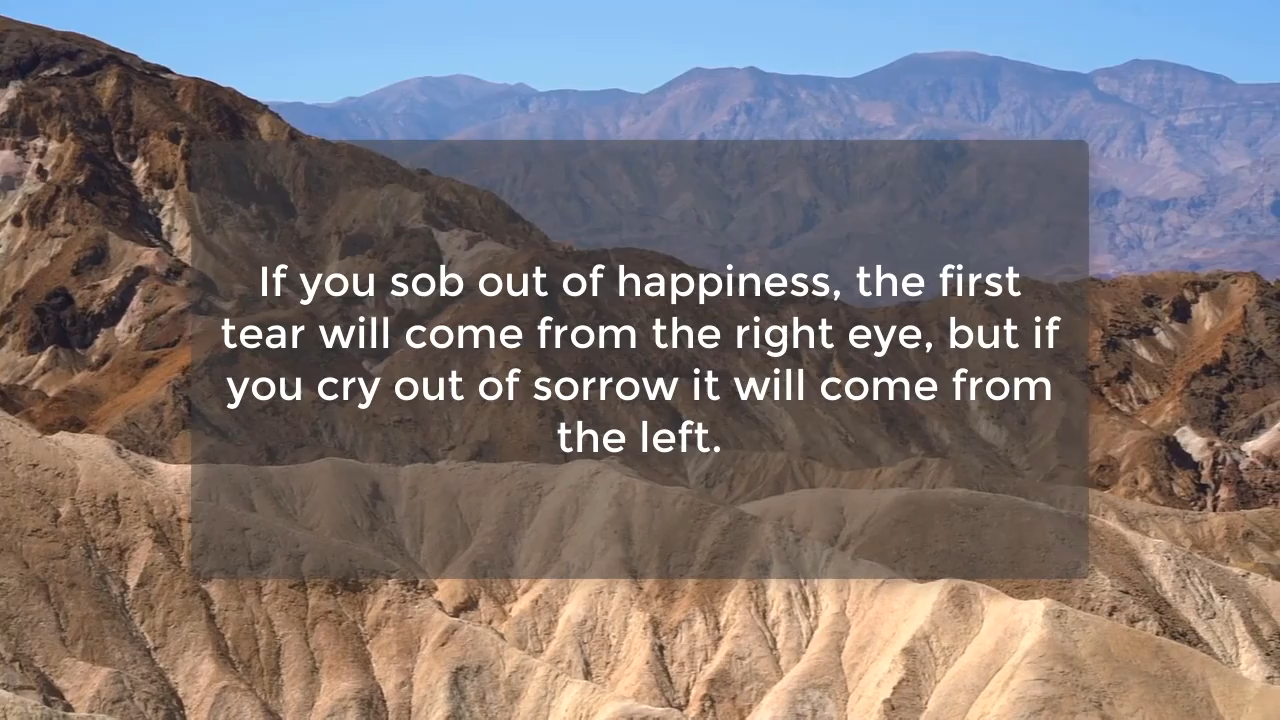 If you sob out of happiness, the first
tear will come from the right eye, but if
you cry out of sorrow it will come from
the left.